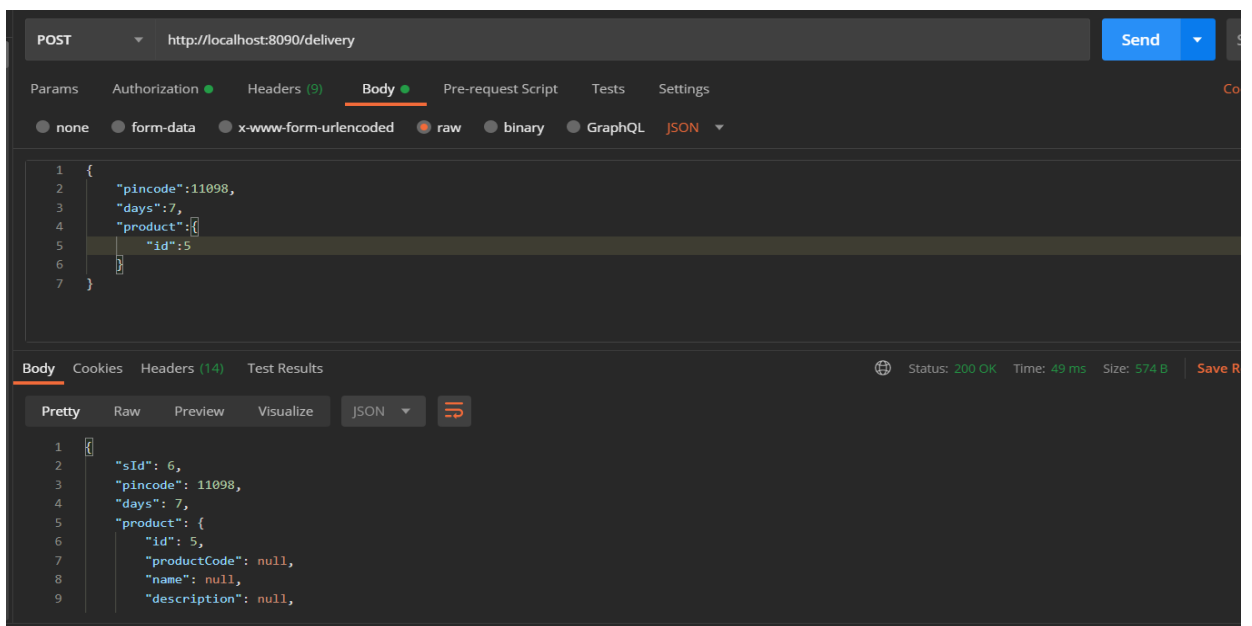 POST http://localhost:8090/delivery Send S
Params Authorization Headers (9) Body Pre-request Script Tests Settings Co
none form-data x-www-form-urlencoded raw binary GraphQL JSON
1 {
2 "pincode":11098,
3 "days":7,
4 "product":{
5 "id":5
6 }
7 }
Body Cookies Headers (14) Test Results Status: 200 OK Time: 49 ms Size: 574 B Save R
Pretty Raw Preview Visualize JSON
1 {
2 "sId": 6,
3 "pincode": 11098,
4 "days": 7,
5 "product": {
6 "id": 5,
7 "productCode": null,
8 "name": null,
9 "description": null,